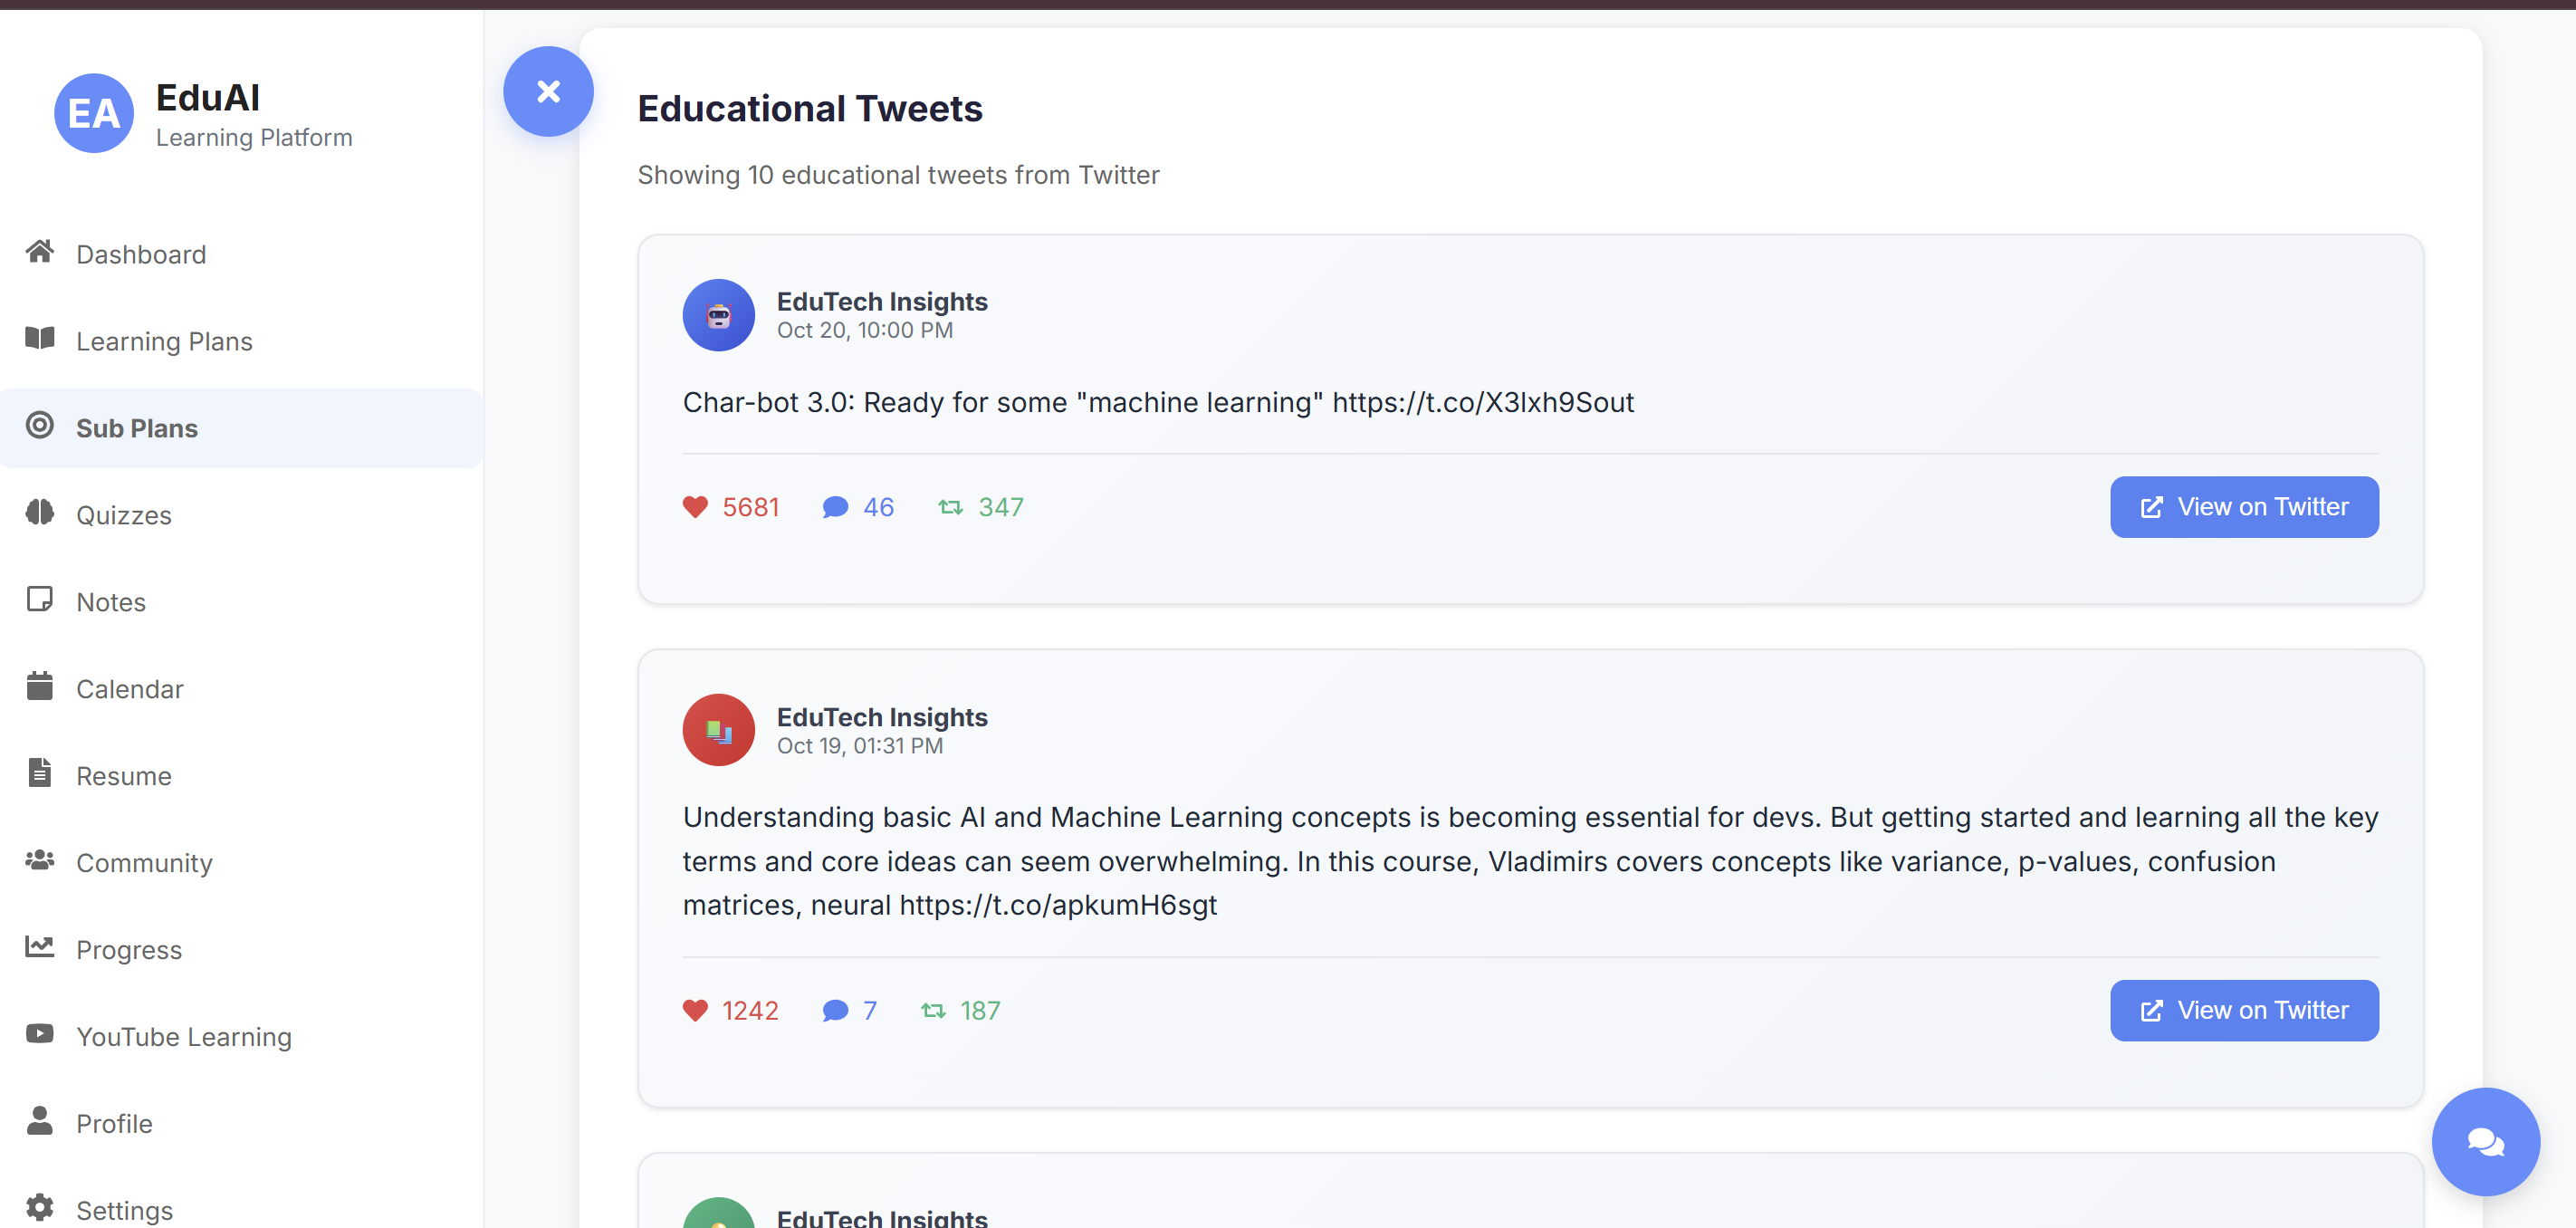 EA
EduAI
Learning Platform
Dashboard
Learning Plans
Sub Plans
Quizzes
Notes
Calendar
Resume
Community
Progress
YouTube Learning
Profile
Settings
Educational Tweets
Showing 10 educational tweets from Twitter
EduTech Insights
Oct 20, 10:00 PM
Char-bot 3.0: Ready for some "machine learning" https://t.co/X3lxh9Sout
5681 46 347 View on Twitter
EduTech Insights
Oct 19, 01:31 PM
Understanding basic AI and Machine Learning concepts is becoming essential for devs. But getting started and learning all the key
terms and core ideas can seem overwhelming. In this course, Vladimirs covers concepts like variance, p-values, confusion
matrices, neural https://t.co/apkumH6sgt
1242 7 187 View on Twitter
EduTech Insights